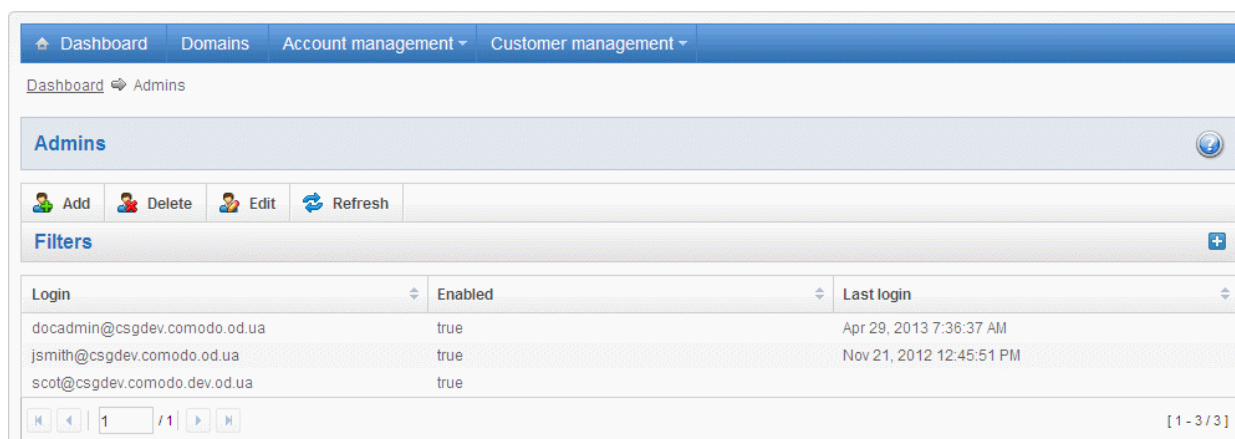 Dashboard Domains Account management Customer management
Dashboard Admins
Admins
Add Delete Edit Refresh
Filters
Login Enabled Last login
docadmin@csgdev.comodo.od.ua true Apr 29, 2013 7:36:37 AM
jsmith@csgdev.comodo.od.ua true Nov 21, 2012 12:45:51 PM
scot@csgdev.comodo.dev.od.ua true
1 / 1 [ 1 - 3 / 3 ]